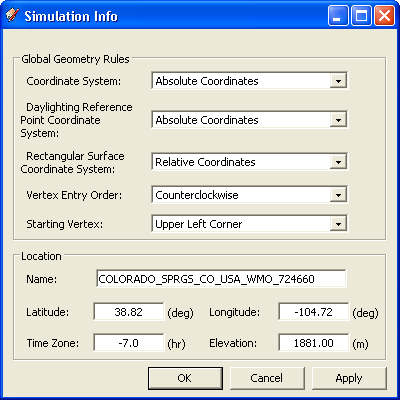 Simulation Info
Global Geometry Rules
Coordinate System: Absolute Coordinates
Daylighting Reference
Point Coordinate
System: Absolute Coordinates
Rectangular Surface
Coordinate System: Relative Coordinates
Vertex Entry Order: Counterclockwise
Starting Vertex: Upper Left Corner
Location
Name: COLORADO_SPRGS_CO_USA_WMO_724660
Latitude: 38.82 (deg) Longitude: -104.72 (deg)
Time Zone: -7.0 (hr) Elevation: 1881.00 (m)
OK Cancel Apply